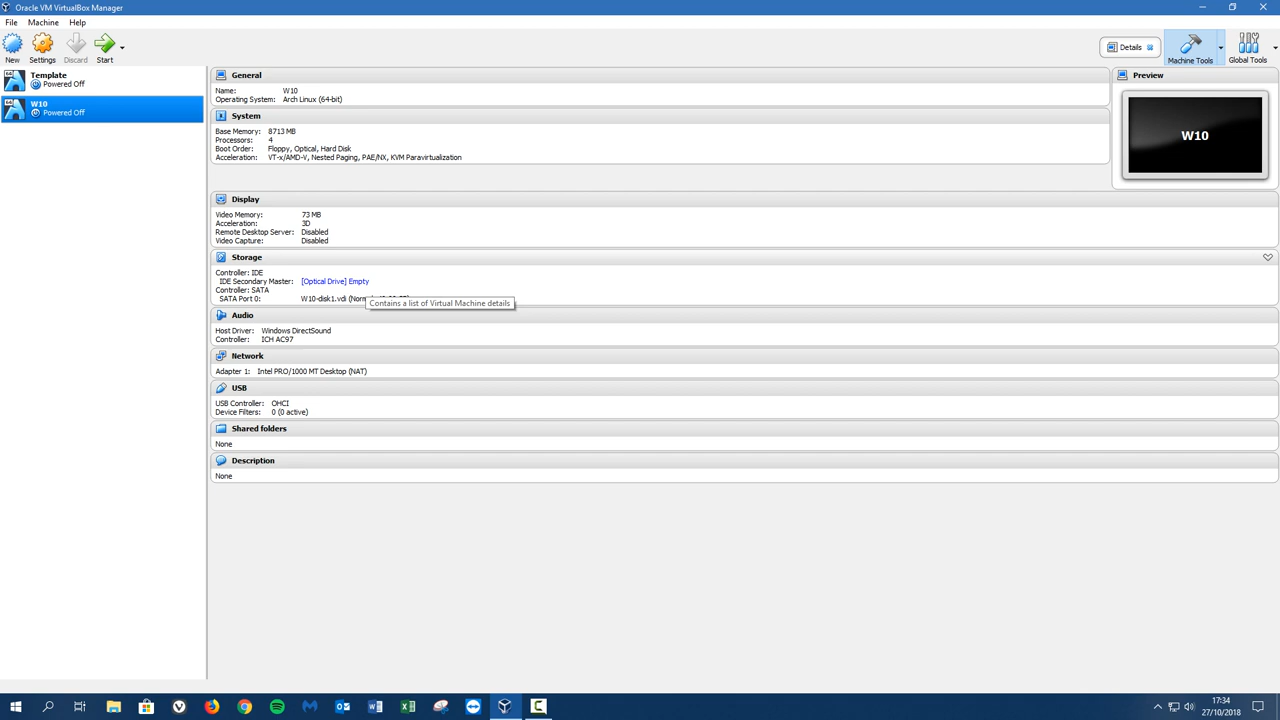 Oracle VM VirtualBox Manager
File Machine Help
New Settings Discard Start
Details
Machine Tools
Global Tools
Template
Powered Off
W10
Powered Off
General
Name: W10
Operating System: Arch Linux (64-bit)
System
Base Memory: 8713 MB
Processors: 4
Boot Order: Floppy, Optical, Hard Disk
Acceleration: VT-x/AMD-V, Nested Paging, PAE/NX, KVM Paravirtualization
Preview
W10
Display
Video Memory: 73 MB
Acceleration: 3D
Remote Desktop Server: Disabled
Video Capture: Disabled
Storage
Controller: IDE
IDE Secondary Master: [Optical Drive] Empty
Controller: SATA
SATA Port 0: W10-disk1.vdi
Contains a list of Virtual Machine details
Audio
Host Driver: Windows DirectSound
Controller: ICH AC97
Network
Adapter 1: Intel PRO/1000 MT Desktop (NAT)
USB
USB Controller: OHCI
Device Filters: 0 (0 active)
Shared folders
None
Description
None
17:34
27/10/2018